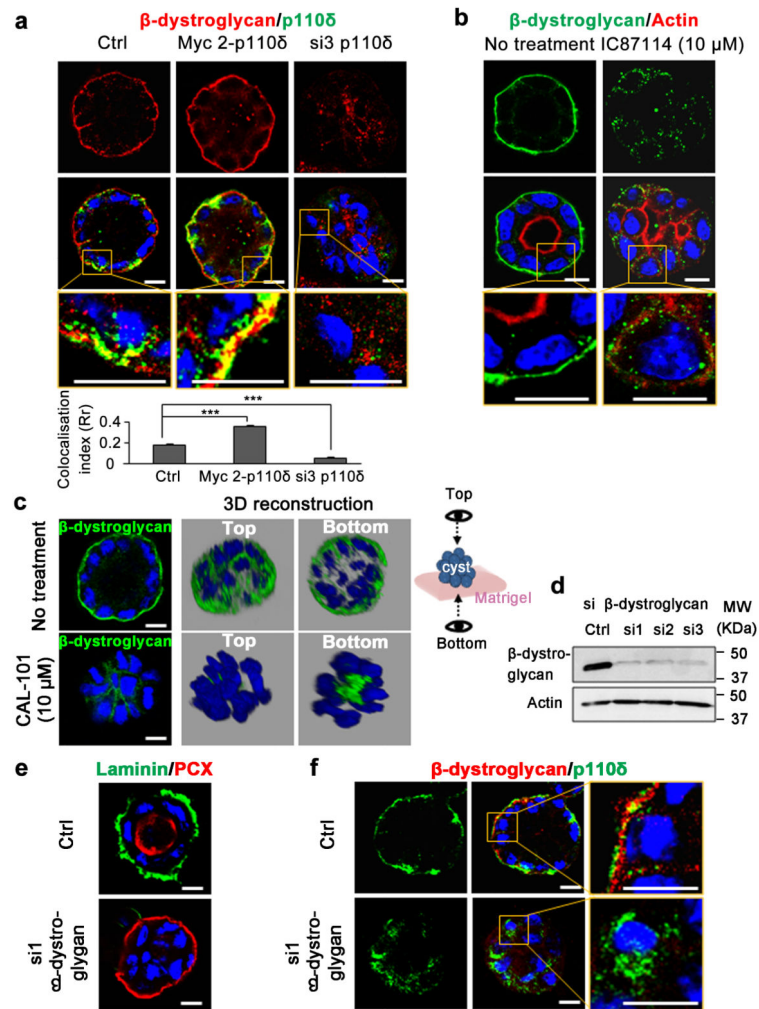 a
β-dystroglycan/p110δ
Ctrl Myc 2-p110δ si3 p110δ
Colocalisation
index (Rr)
0.4
0.2
0
***
***
Ctrl Myc 2-p110δ si3 p110δ
b
β-dystroglycan/Actin
No treatment IC87114 (10 μM)
c
3D reconstruction
No treatment
β-dystroglycan
Top
Bottom
CAL-101
(10 μM)
Top
Bottom
Top
cyst
Matrigel
Bottom
d
si β-dystroglycan MW
Ctrl si1 si2 si3 (KDa)
β-dystro-
glycan
50
37
Actin
50
37
e
Laminin/PCX
Ctrl
si1
β-dystro-
glygan
f
β-dystroglycan/p110δ
Ctrl
si1
β-dystro-
glygan